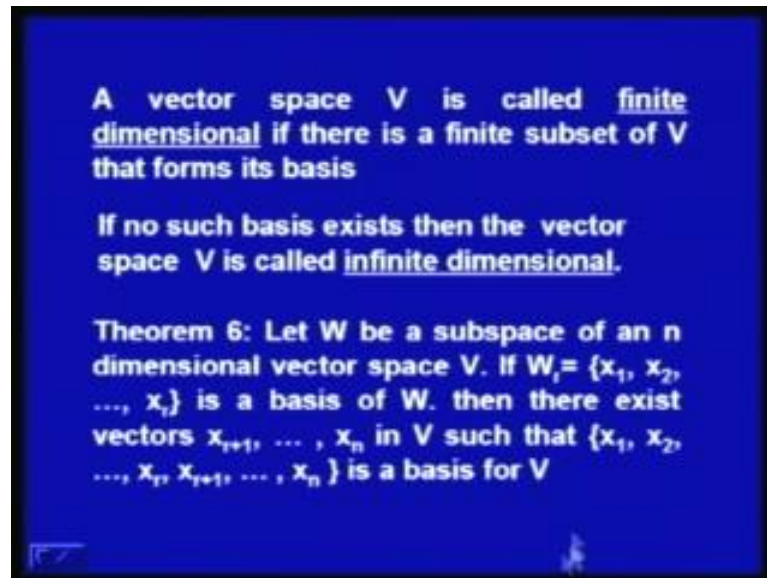 A vector space V is called finite
dimensional if there is a finite subset of V
that forms its basis
If no such basis exists then the vector
space V is called infinite dimensional.
Theorem 6: Let W be a subspace of an n
dimensional vector space V. If Wᵣ= {x₁, x₂,
..., xᵣ} is a basis of W. then there exist
vectors xᵣ₊₁, ... , xₙ in V such that {x₁, x₂,
..., xᵣ, xᵣ₊₁, ... , xₙ } is a basis for V